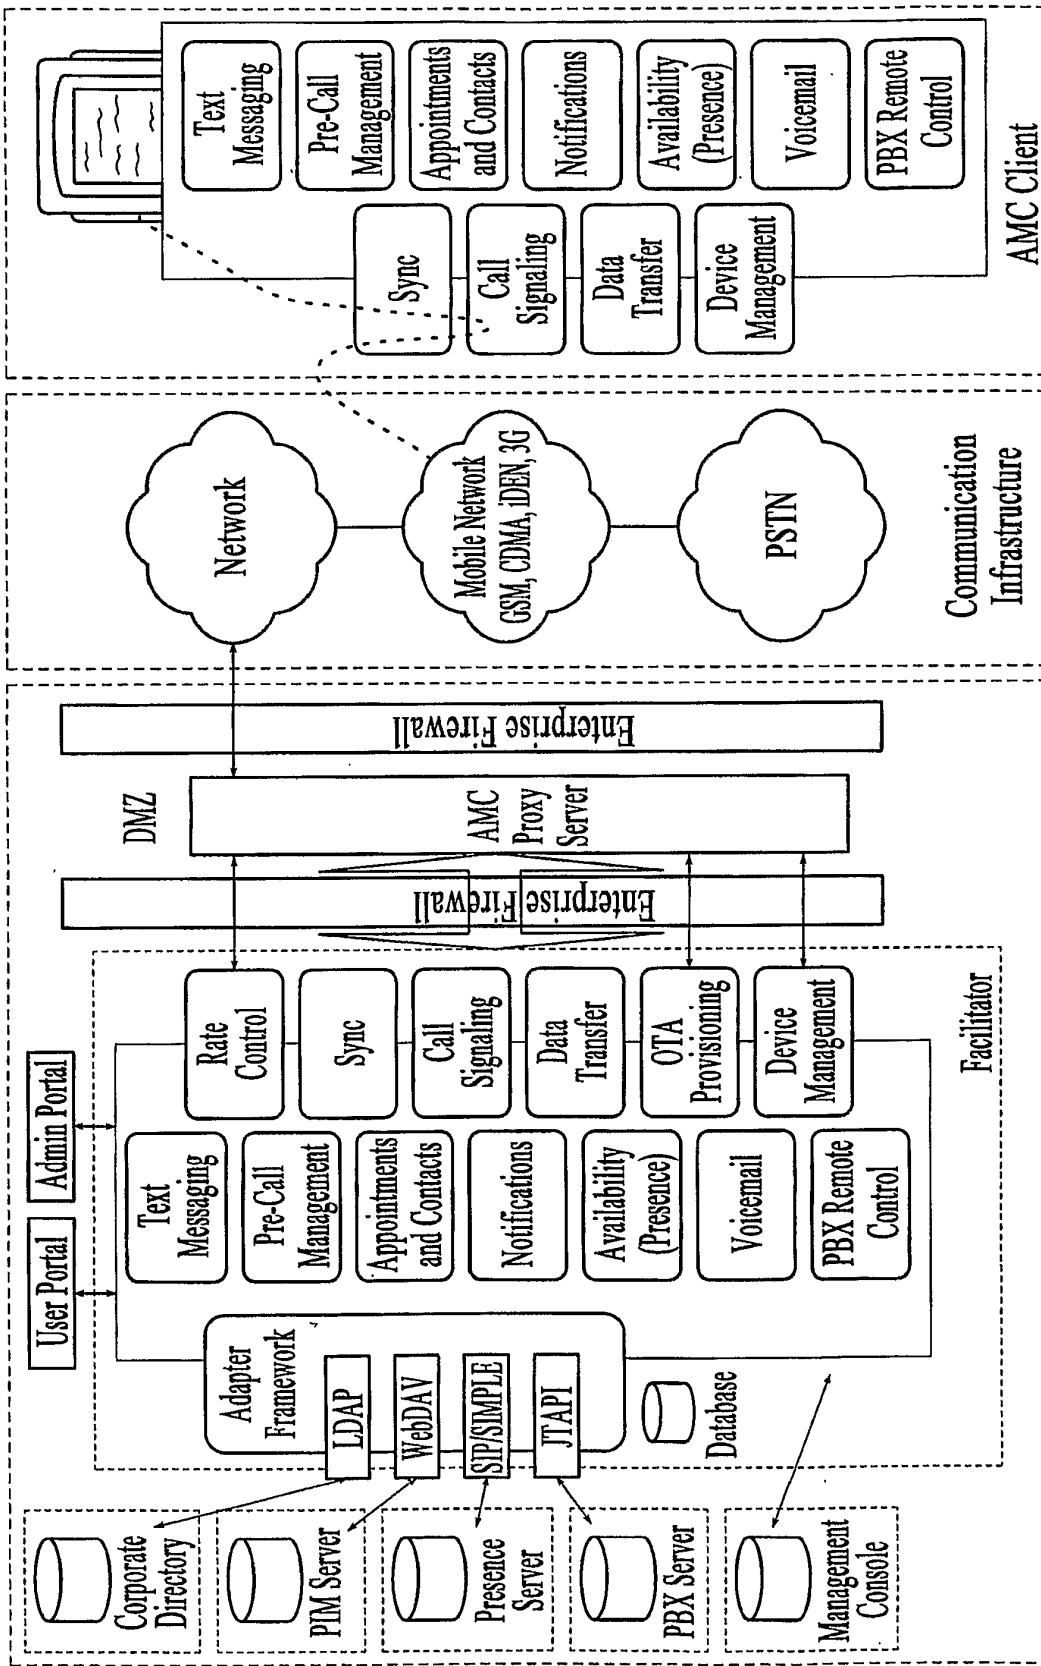 User Portal
Admin Portal
DMZ
Corporate
Directory
PIM Server
Presence
Server
PBX Server
Management
Console
Adapter
Framework
LDAP
WebDAV
SIP/SIMPLE
JTAPI
Database
Text
Messaging
Pre-Call
Management
Appointments
and Contacts
Notifications
Availability
(Presence)
Voicemail
PBX Remote
Control
Rate
Control
Sync
Call
Signaling
Data
Transfer
OTA
Provisioning
Device
Management
Facilitator
Enterprise Firewall
AMC
Proxy
Server
Enterprise Firewall
Network
Mobile Network
GSM, CDMA, iDEN, 3G
PSTN
Communication
Infrastructure
Sync
Call
Signaling
Data
Transfer
Device
Management
Text
Messaging
Pre-Call
Management
Appointments
and Contacts
Notifications
Availability
(Presence)
Voicemail
PBX Remote
Control
AMC Client